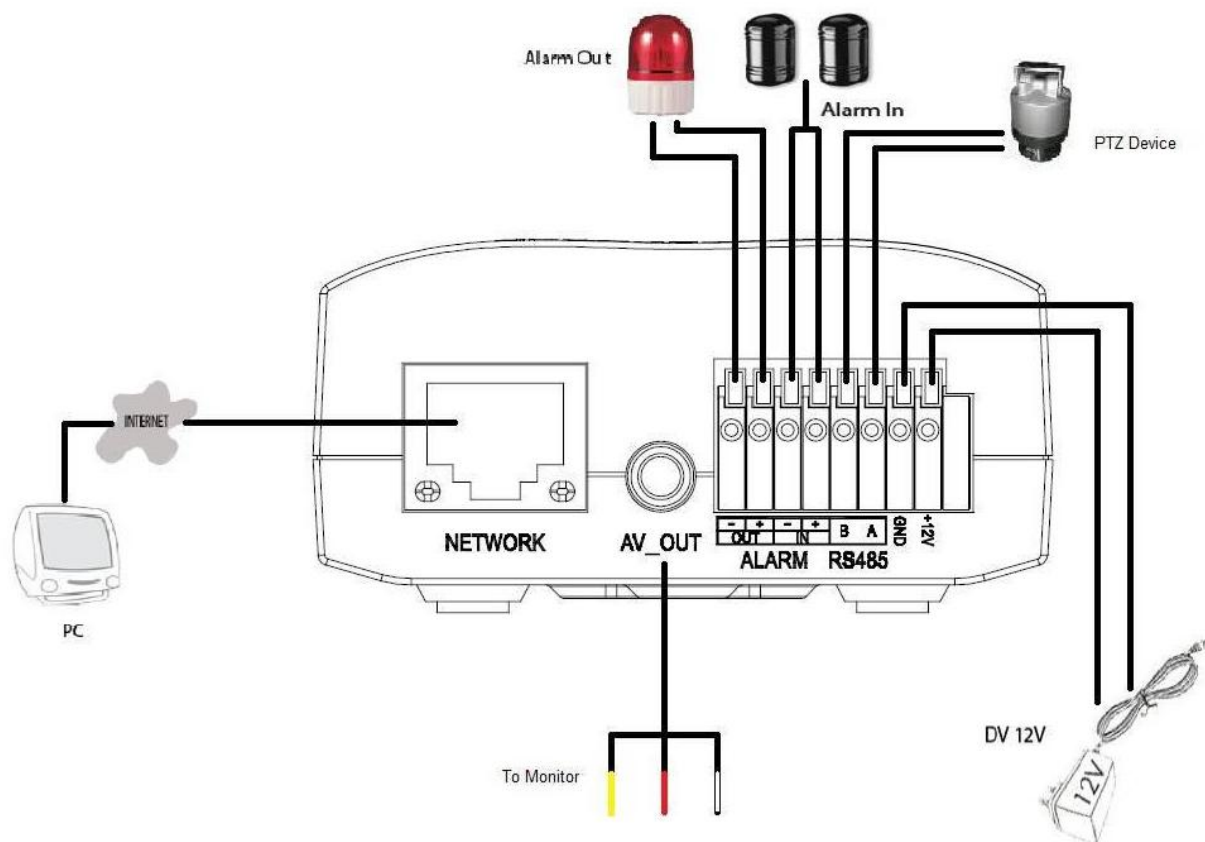 Alarm Out
Alarm In
PTZ Device
INTERNET
PC
NETWORK
AV_OUT
- + - +
OUT IN
B A
GND
+12V
ALARM RS485
To Monitor
DV 12V
12V